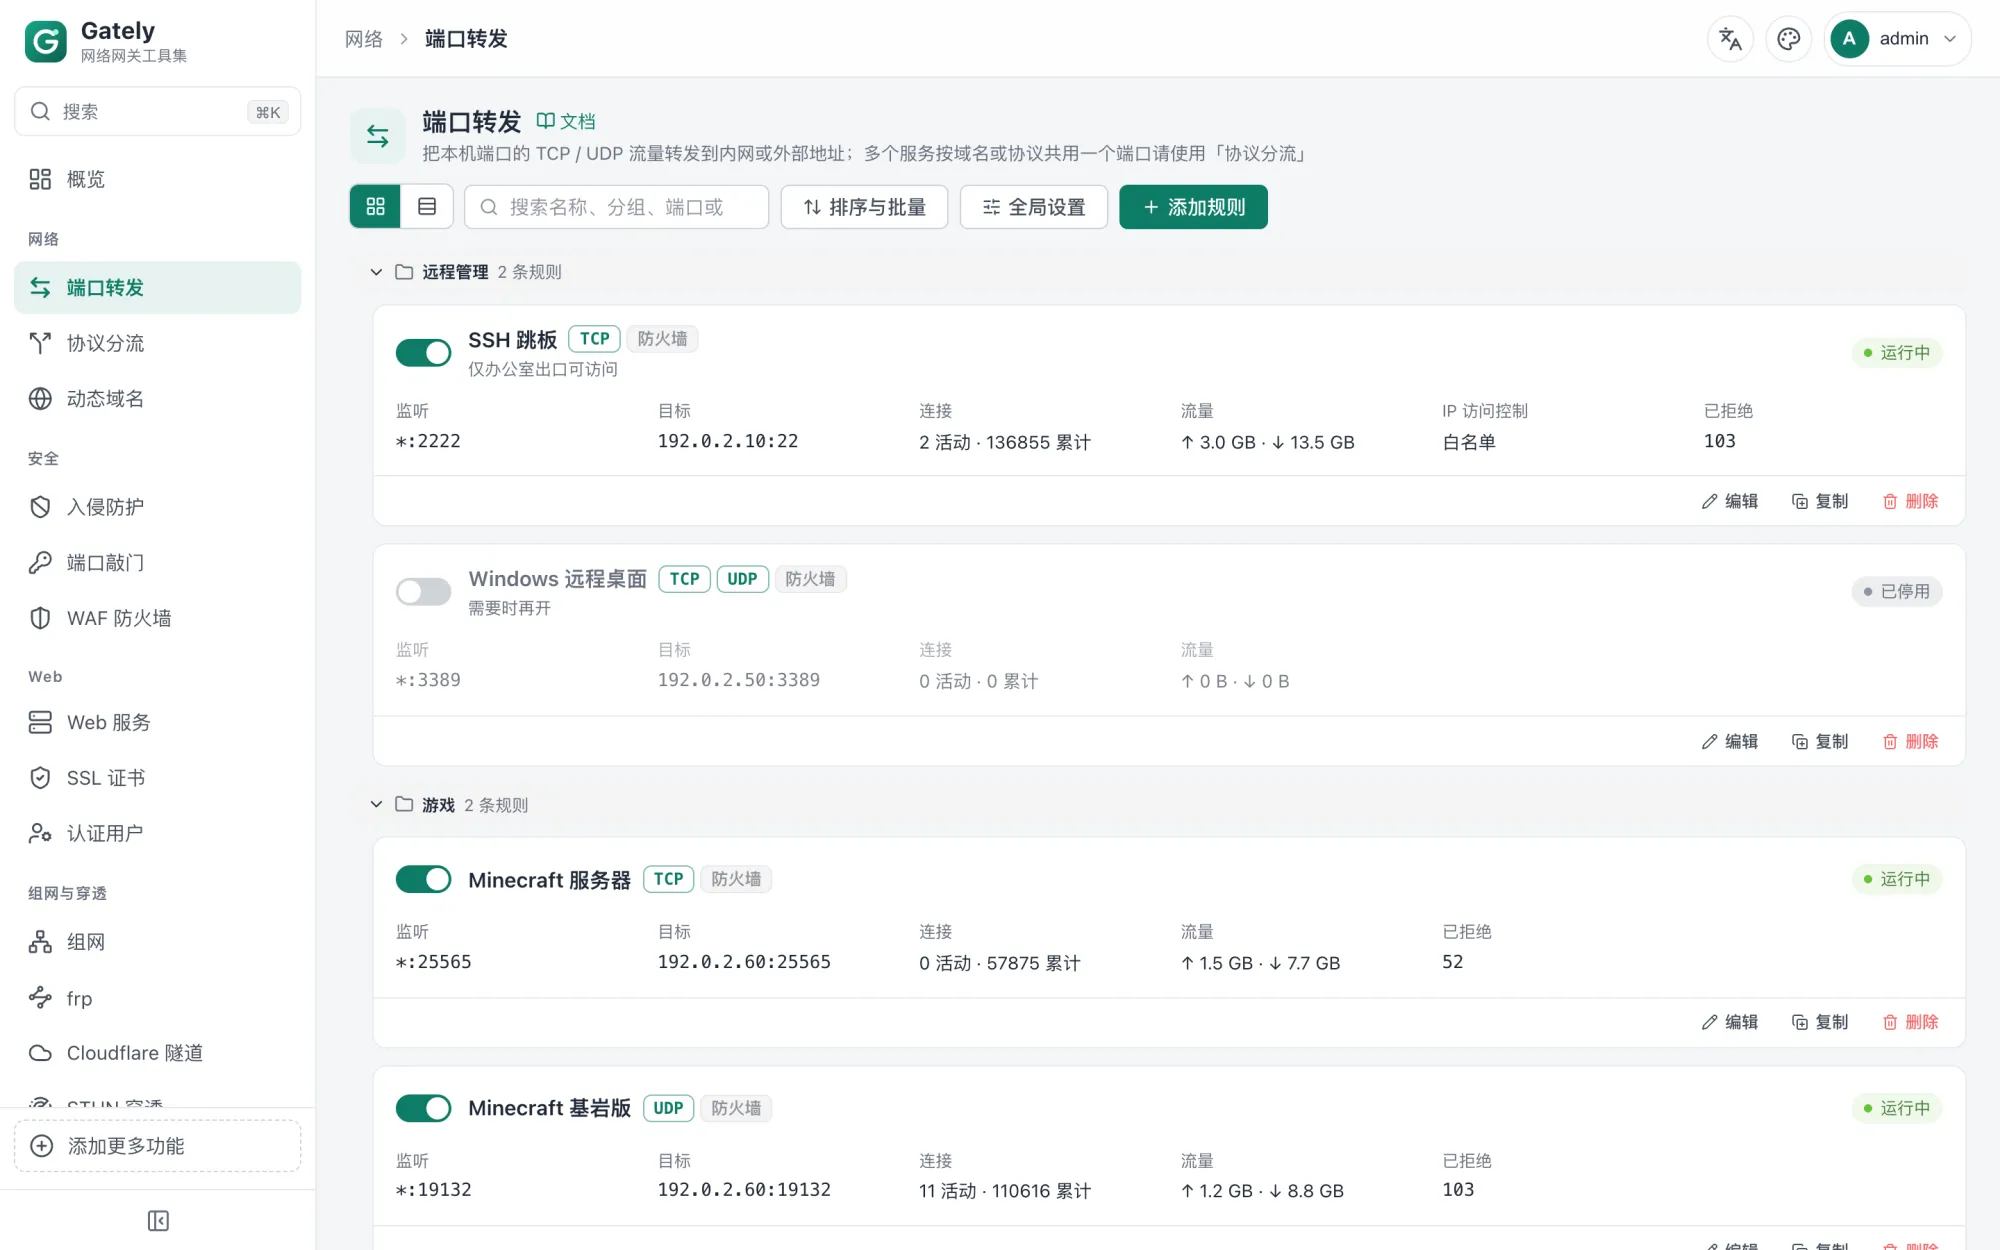 Gately
网络网关工具集
搜索 ⌘K
概览
网络
端口转发
协议分流
动态域名
安全
入侵防护
端口敲门
WAF 防火墙
Web
Web 服务
SSL 证书
认证用户
组网与穿透
组网
frp
Cloudflare 隧道
STUN 穿透
添加更多功能
网络 > 端口转发
A admin
端口转发 文档
把本机端口的 TCP / UDP 流量转发到内网或外部地址；多个服务按域名或协议共用一个端口请使用「协议分流」
搜索名称、分组、端口或 排序与批量 全局设置 + 添加规则
远程管理 2 条规则
SSH 跳板 TCP 防火墙
仅办公室出口可访问
运行中
监听 目标 连接 流量 IP 访问控制 已拒绝
*:2222 192.0.2.10:22 2 活动 · 136855 累计 ↑ 3.0 GB · ↓ 13.5 GB 白名单 103
编辑 复制 删除
Windows 远程桌面 TCP UDP 防火墙
需要时再开
已停用
监听 目标 连接 流量
*:3389 192.0.2.50:3389 0 活动 · 0 累计 ↑ 0 B · ↓ 0 B
编辑 复制 删除
游戏 2 条规则
Minecraft 服务器 TCP 防火墙 运行中
监听 目标 连接 流量 已拒绝
*:25565 192.0.2.60:25565 0 活动 · 57875 累计 ↑ 1.5 GB · ↓ 7.7 GB 52
编辑 复制 删除
Minecraft 基岩版 UDP 防火墙 运行中
监听 目标 连接 流量 已拒绝
*:19132 192.0.2.60:19132 11 活动 · 110616 累计 ↑ 1.2 GB · ↓ 8.8 GB 103
编辑 复制 删除